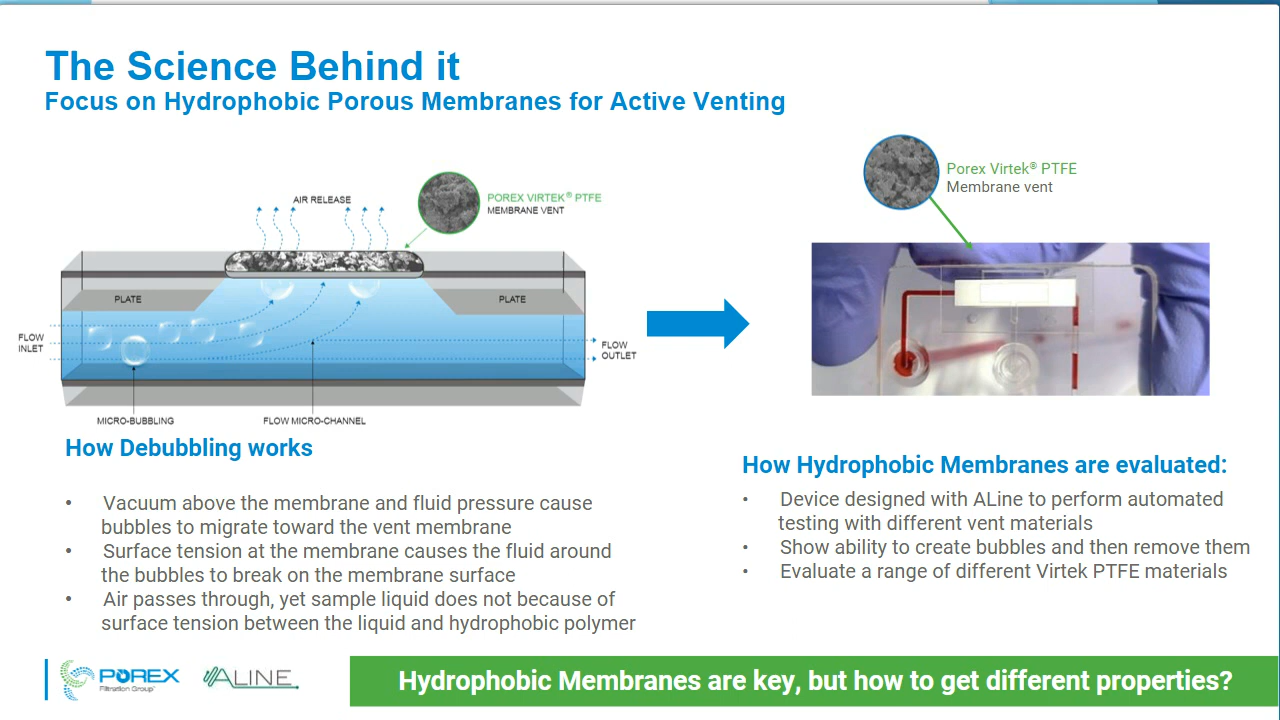 The Science Behind it
Focus on Hydrophobic Porous Membranes for Active Venting
AIR RELEASE
POREX VIRTEK® PTFE
MEMBRANE VENT
PLATE
PLATE
FLOW
INLET
FLOW
OUTLET
MICRO-BUBBLING
FLOW MICRO-CHANNEL
Porex Virtek® PTFE
Membrane vent
How Debubbling works
• Vacuum above the membrane and fluid pressure cause
bubbles to migrate toward the vent membrane
• Surface tension at the membrane causes the fluid around
the bubbles to break on the membrane surface
• Air passes through, yet sample liquid does not because of
surface tension between the liquid and hydrophobic polymer
How Hydrophobic Membranes are evaluated:
• Device designed with ALine to perform automated
testing with different vent materials
• Show ability to create bubbles and then remove them
• Evaluate a range of different Virtek PTFE materials
POREX
Filtration Group
ALINE
Hydrophobic Membranes are key, but how to get different properties?